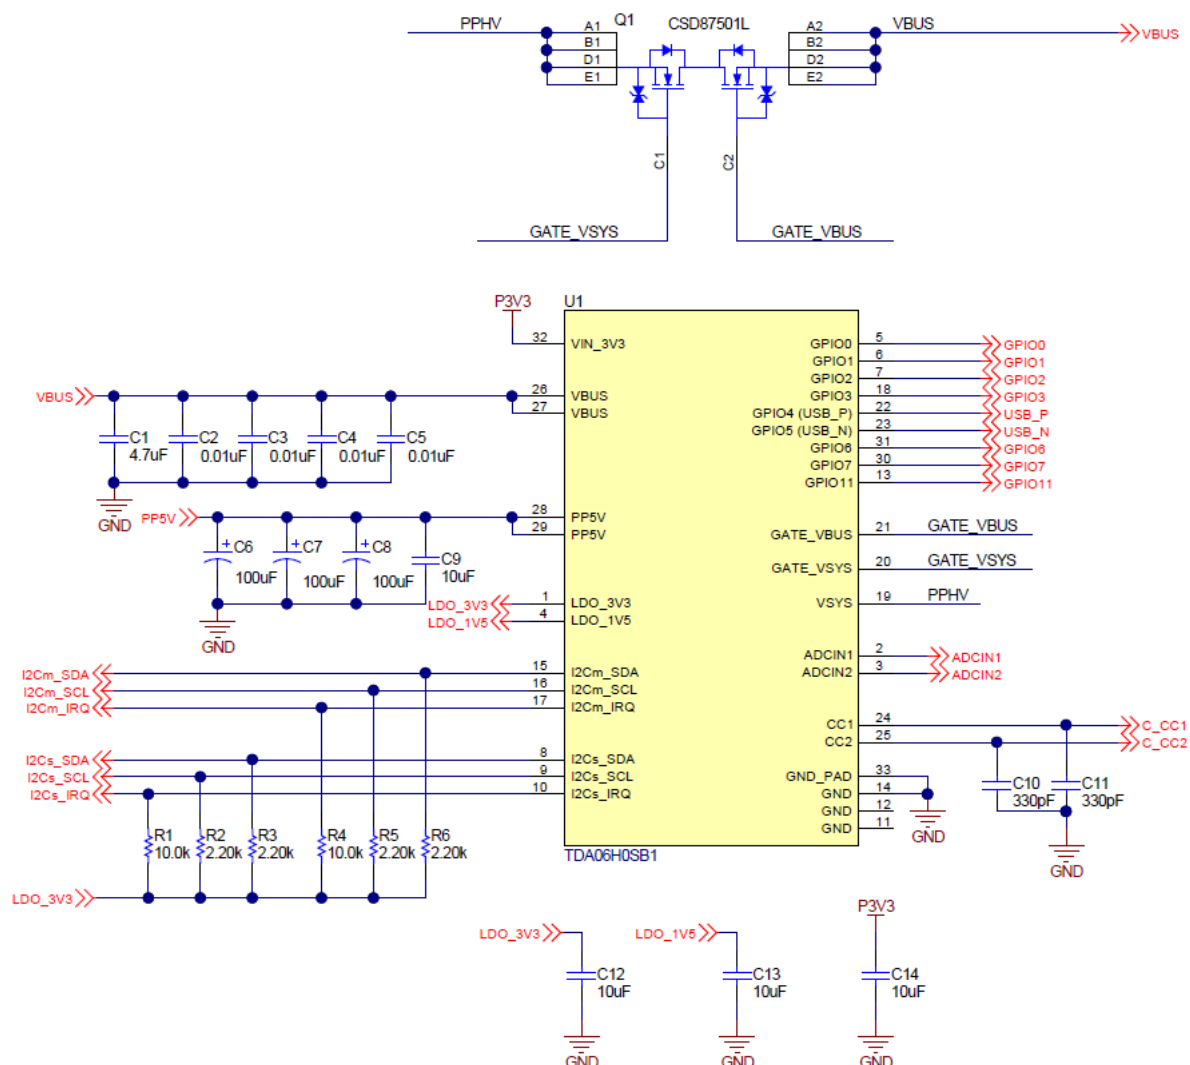 PPHV
A1
B1
D1
E1
Q1
CSD87501L
A2
B2
D2
E2
VBUS
VBUS
C1
C2
GATE_VSYS
GATE_VBUS
P3V3
U1
32 VIN_3V3
VBUS
26 VBUS
27 VBUS
C1
4.7uF
C2
0.01uF
C3
0.01uF
C4
0.01uF
C5
0.01uF
GND
PP5V
28 PP5V
29 PP5V
+ C6
100uF
+ C7
100uF
+ C8
100uF
C9
10uF
GND
LDO_3V3 1 LDO_3V3
LDO_1V5 4 LDO_1V5
I2Cm_SDA 15 I2Cm_SDA
I2Cm_SCL 16 I2Cm_SCL
I2Cm_IRQ 17 I2Cm_IRQ
I2Cs_SDA 8 I2Cs_SDA
I2Cs_SCL 9 I2Cs_SCL
I2Cs_IRQ 10 I2Cs_IRQ
R1
10.0k
R2
2.20k
R3
2.20k
R4
10.0k
R5
2.20k
R6
2.20k
LDO_3V3
GPIO0 5 GPIO0
GPIO1 6 GPIO1
GPIO2 7 GPIO2
GPIO3 18 GPIO3
GPIO4 (USB_P) 22 USB_P
GPIO5 (USB_N) 23 USB_N
GPIO6 31 GPIO6
GPIO7 30 GPIO7
GPIO11 13 GPIO11
GATE_VBUS 21 GATE_VBUS
GATE_VSYS 20 GATE_VSYS
VSYS 19 PPHV
ADCIN1 2 ADCIN1
ADCIN2 3 ADCIN2
CC1 24 C_CC1
CC2 25 C_CC2
GND_PAD 33
GND 14
GND 12
GND 11
GND
C10
330pF
C11
330pF
GND
TDA06H0SB1
LDO_3V3
C12
10uF
GND
LDO_1V5
C13
10uF
GND
P3V3
C14
10uF
GND